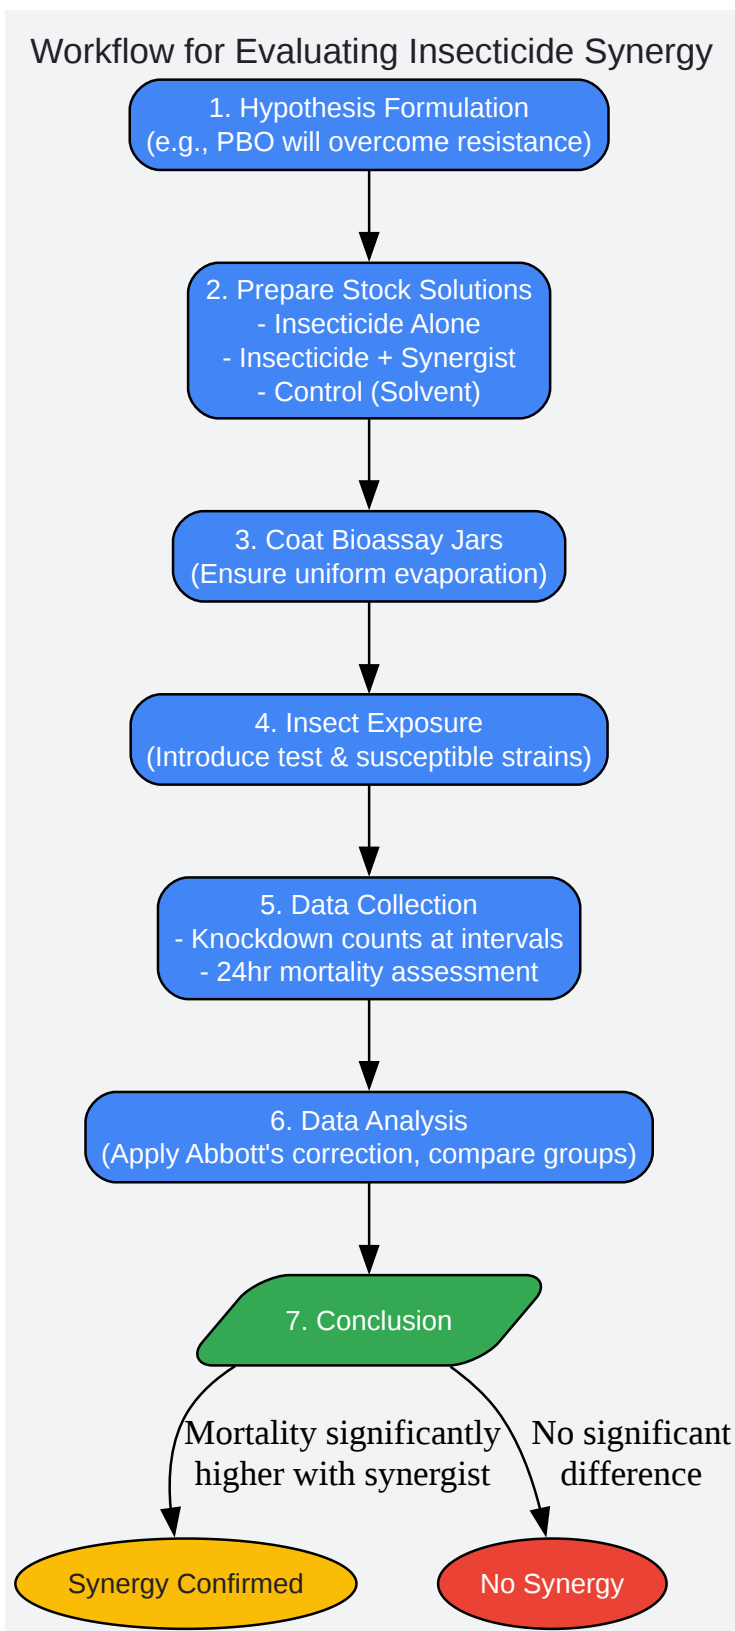 Workflow for Evaluating Insecticide Synergy
1. Hypothesis Formulation
(e.g., PBO will overcome resistance)
2. Prepare Stock Solutions
- Insecticide Alone
- Insecticide + Synergist
- Control (Solvent)
3. Coat Bioassay Jars
(Ensure uniform evaporation)
4. Insect Exposure
(Introduce test & susceptible strains)
5. Data Collection
- Knockdown counts at intervals
- 24hr mortality assessment
6. Data Analysis
(Apply Abbott's correction, compare groups)
7. Conclusion
Mortality significantly
higher with synergist
No significant
difference
Synergy Confirmed
No Synergy